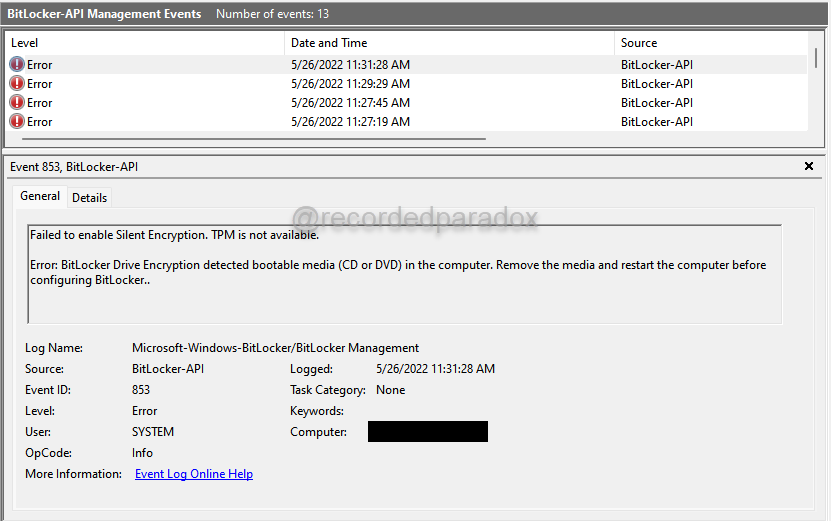 BitLocker-API Management Events Number of events: 13
Level Date and Time Source
Error 5/26/2022 11:31:28 AM BitLocker-API
Error 5/26/2022 11:29:29 AM BitLocker-API
Error 5/26/2022 11:27:45 AM BitLocker-API
Error 5/26/2022 11:27:19 AM BitLocker-API
Event 853, BitLocker-API
General Details
@recordedparadox
Failed to enable Silent Encryption. TPM is not available.
Error: BitLocker Drive Encryption detected bootable media (CD or DVD) in the computer. Remove the media and restart the computer before
configuring BitLocker..
Log Name: Microsoft-Windows-BitLocker/BitLocker Management
Source: BitLocker-API Logged: 5/26/2022 11:31:28 AM
Event ID: 853 Task Category: None
Level: Error Keywords:
User: SYSTEM Computer:
OpCode: Info
More Information: Event Log Online Help